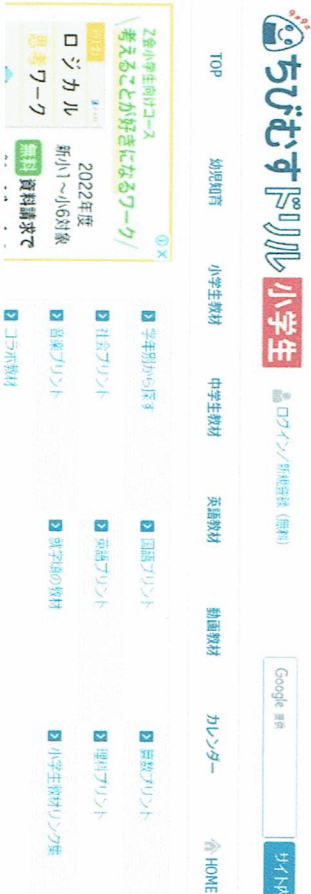 ちびむすドリル 小学生
ログイン/新規登録（無料）
Google 提供
サイト内
TOP 幼児知育 小学生教材 中学生教材 英語教材 動画教材 カレンダー HOME
Z会小学生向けコース
\考えることが好きになるワーク/
ロジカル
思考ワーク
2022年度
新小1~小6対象
無料 資料請求で
学年別から探す 国語プリント 算数プリント
社会プリント 英語プリント 理科プリント
音楽プリント 就学頃の教材 小学生教材リンク集
コラボ教材